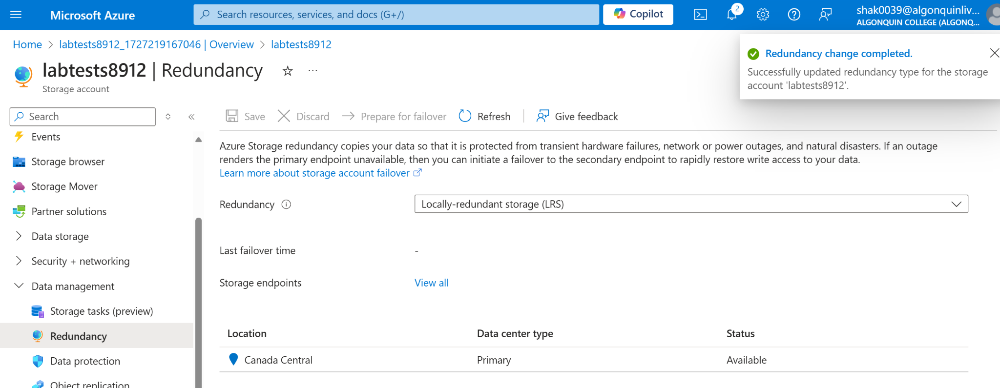 Microsoft Azure
Search resources, services, and docs (G+/)
Copilot
2
shak0039@algonquinliv...
ALGONQUIN COLLEGE (ALGONQ...
Home > labtests8912_1727219167046 | Overview > labtests8912
Redundancy change completed.
Successfully updated redundancy type for the storage
account 'labtests8912'.
labtests8912 | Redundancy
Storage account
Search
Events
Storage browser
Storage Mover
Partner solutions
Data storage
Security + networking
Data management
Storage tasks (preview)
Redundancy
Data protection
Object replication
Save
Discard
Prepare for failover
Refresh
Give feedback
Azure Storage redundancy copies your data so that it is protected from transient hardware failures, network or power outages, and natural disasters. If an outage
renders the primary endpoint unavailable, then you can initiate a failover to the secondary endpoint to rapidly restore write access to your data.
Learn more about storage account failover
Redundancy
Locally-redundant storage (LRS)
Last failover time
-
Storage endpoints
View all
Location Data center type Status
Canada Central Primary Available